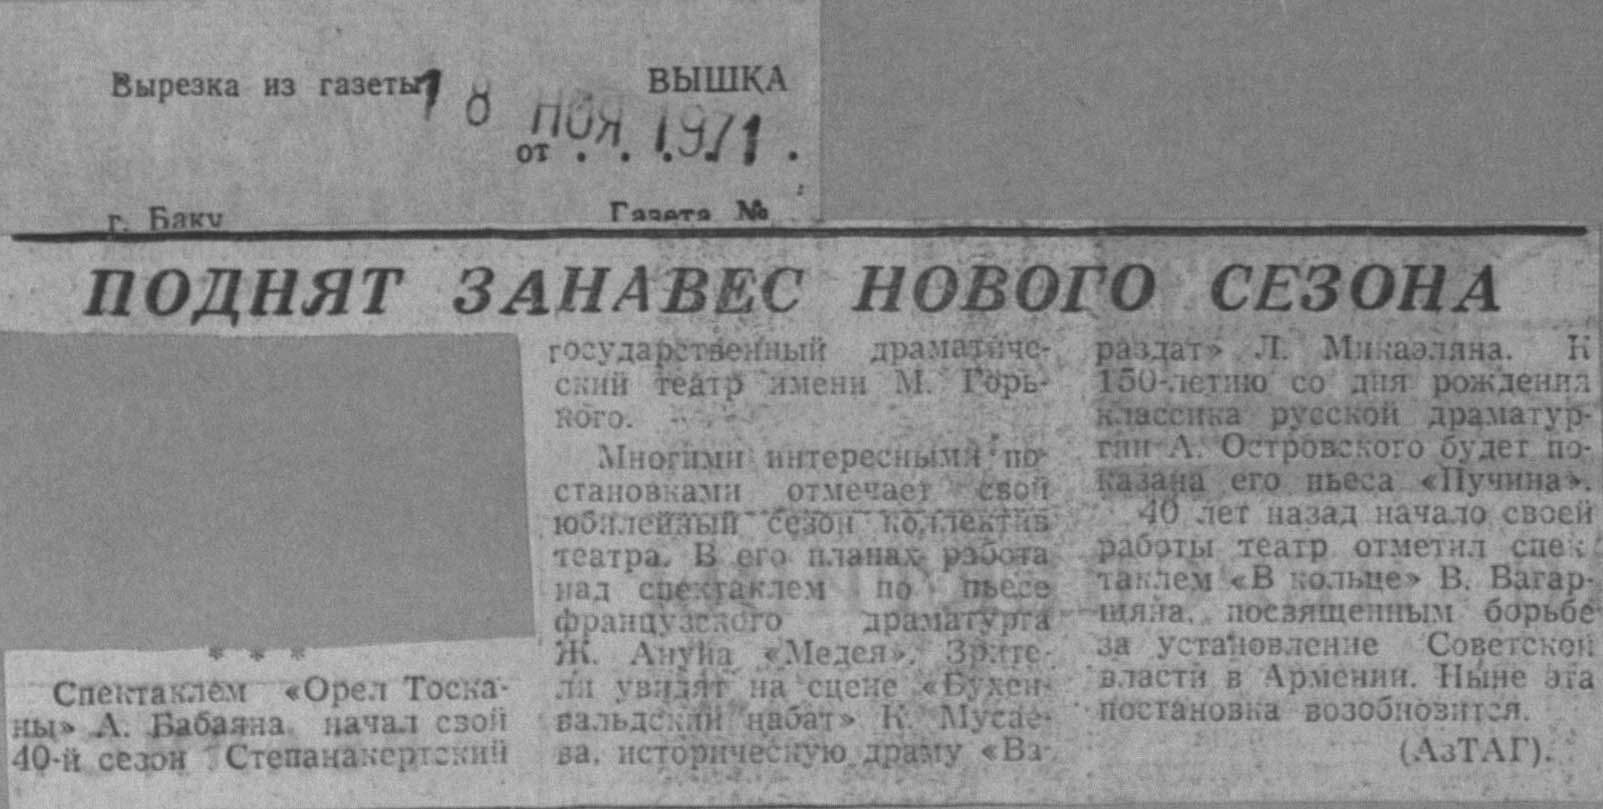 Вырезка из газеты ВЫШКА
18 НОЯ 1971
от . . . . .
г. Баку Газета №
ПОДНЯТ ЗАНАВЕС НОВОГО СЕЗОНА
* * *
Спектаклем «Орел Тоска-
ны» А. Бабаяна начал свой
40-й сезон Степанакертский
государственный драматиче-
ский театр имени М. Горь-
кого.
Многими интересными по-
становками отмечает свой
юбилейный сезон коллектив
театра. В его планах работа
над спектаклем по пьесе
французского драматурга
Ж. Ануйа «Медея». Зрите-
ли увидят на сцене «Бухен-
вальдский набат» К. Мусае-
ва, историческую драму «Ва-
раздат» Л. Микаэляна. К
150-летию со дня рождения
классика русской драматур-
гии А. Островского будет по-
казана его пьеса «Пучина».
40 лет назад начало своей
работы театр отметил спек-
таклем «В кольце» В. Вагар-
шяна, посвященным борьбе
за установление Советской
власти в Армении. Ныне эта
постановка возобновится.
(АзТАГ).